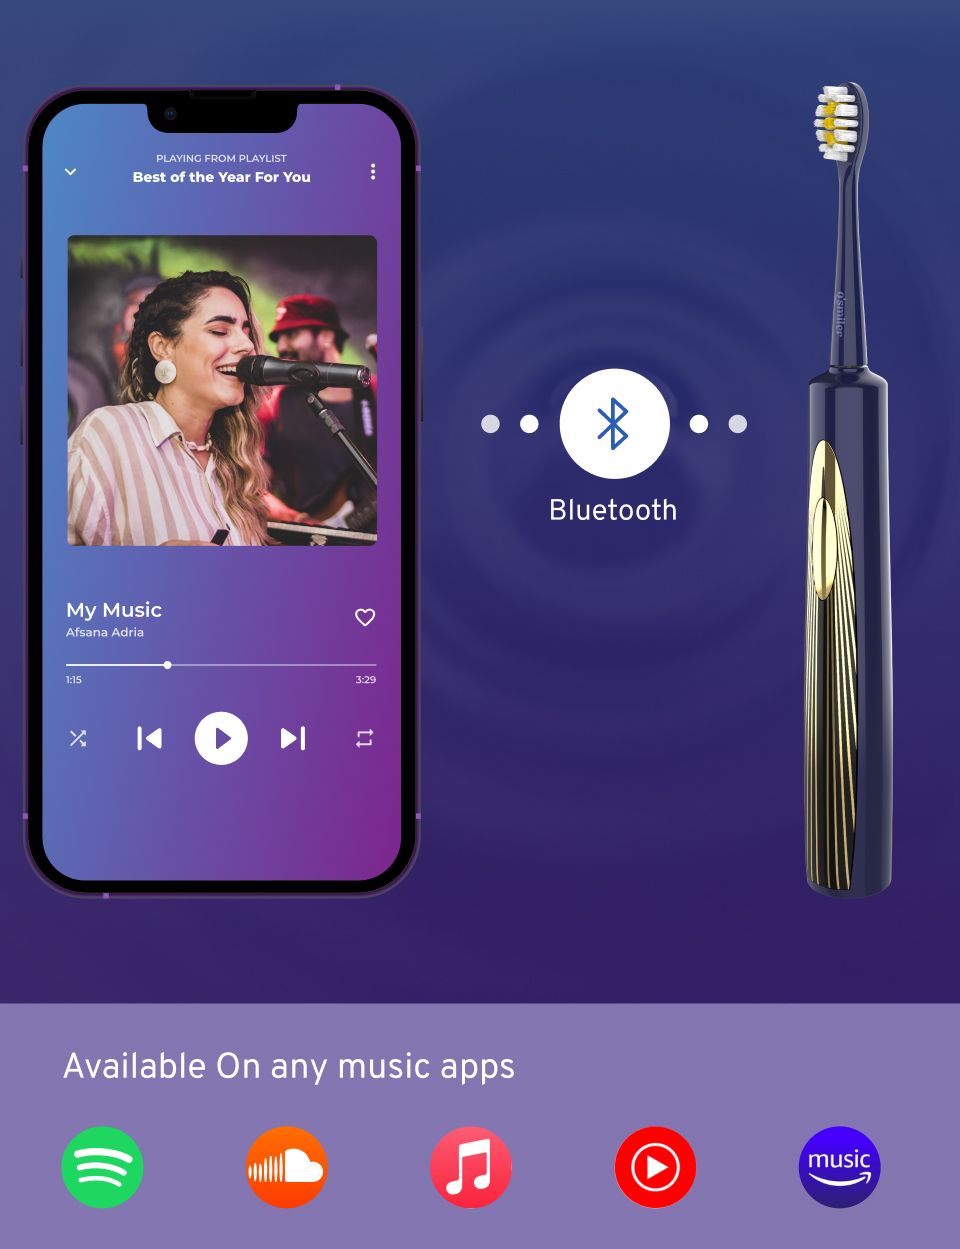 PLAYING FROM PLAYLIST
Best of the Year For You
My Music
Afsana Adria
1:15
3:29
Bluetooth
o'smiler
Available On any music apps
music